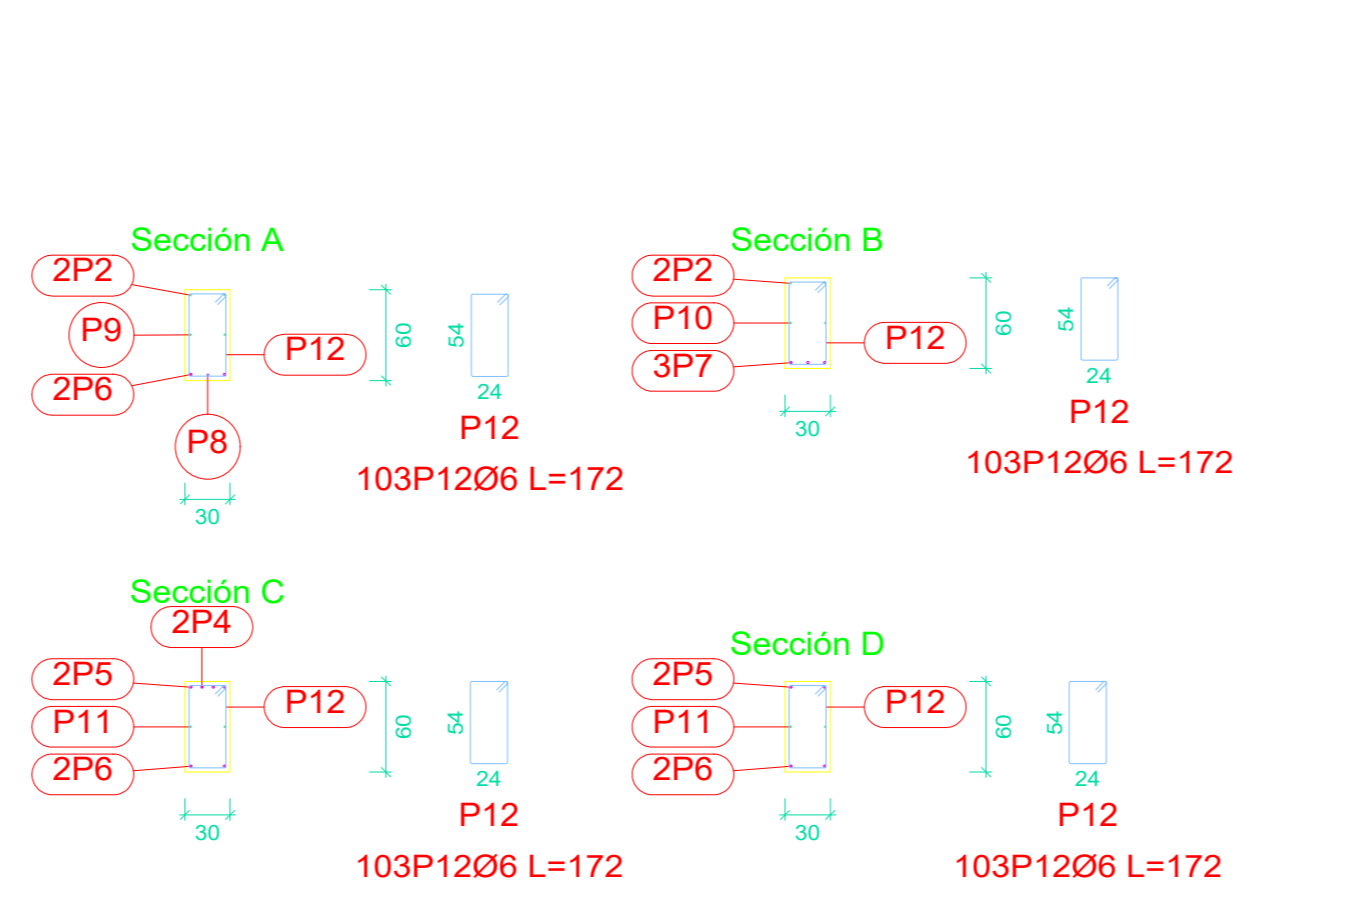 Sección A
2P2
P9
2P6
P8
P12
30
60
54
24
P12
103P12Ø6 L=172
Sección B
2P2
P10
3P7
P12
30
60
54
24
P12
103P12Ø6 L=172
Sección C
2P4
2P5
P11
2P6
P12
30
60
54
24
P12
103P12Ø6 L=172
Sección D
2P5
P11
2P6
P12
30
60
54
24
P12
103P12Ø6 L=172